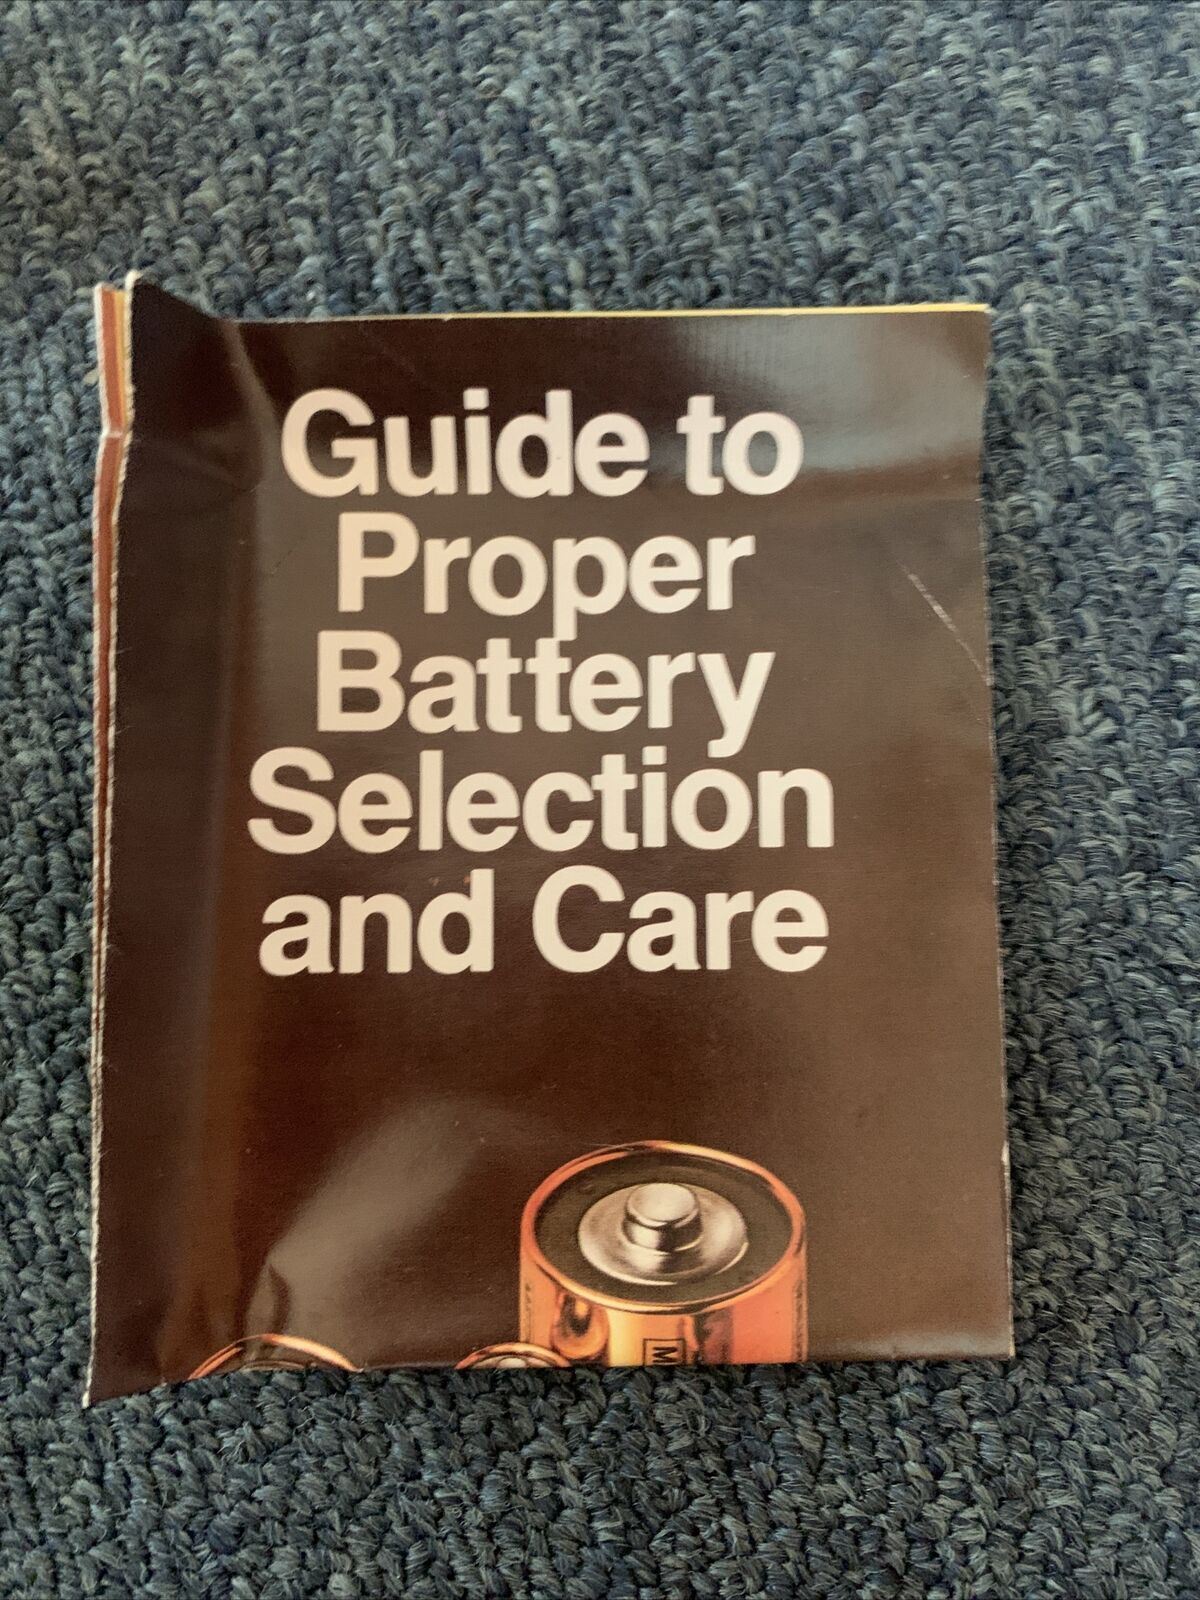 Guide to
Proper
Battery
Selection
and Care
M